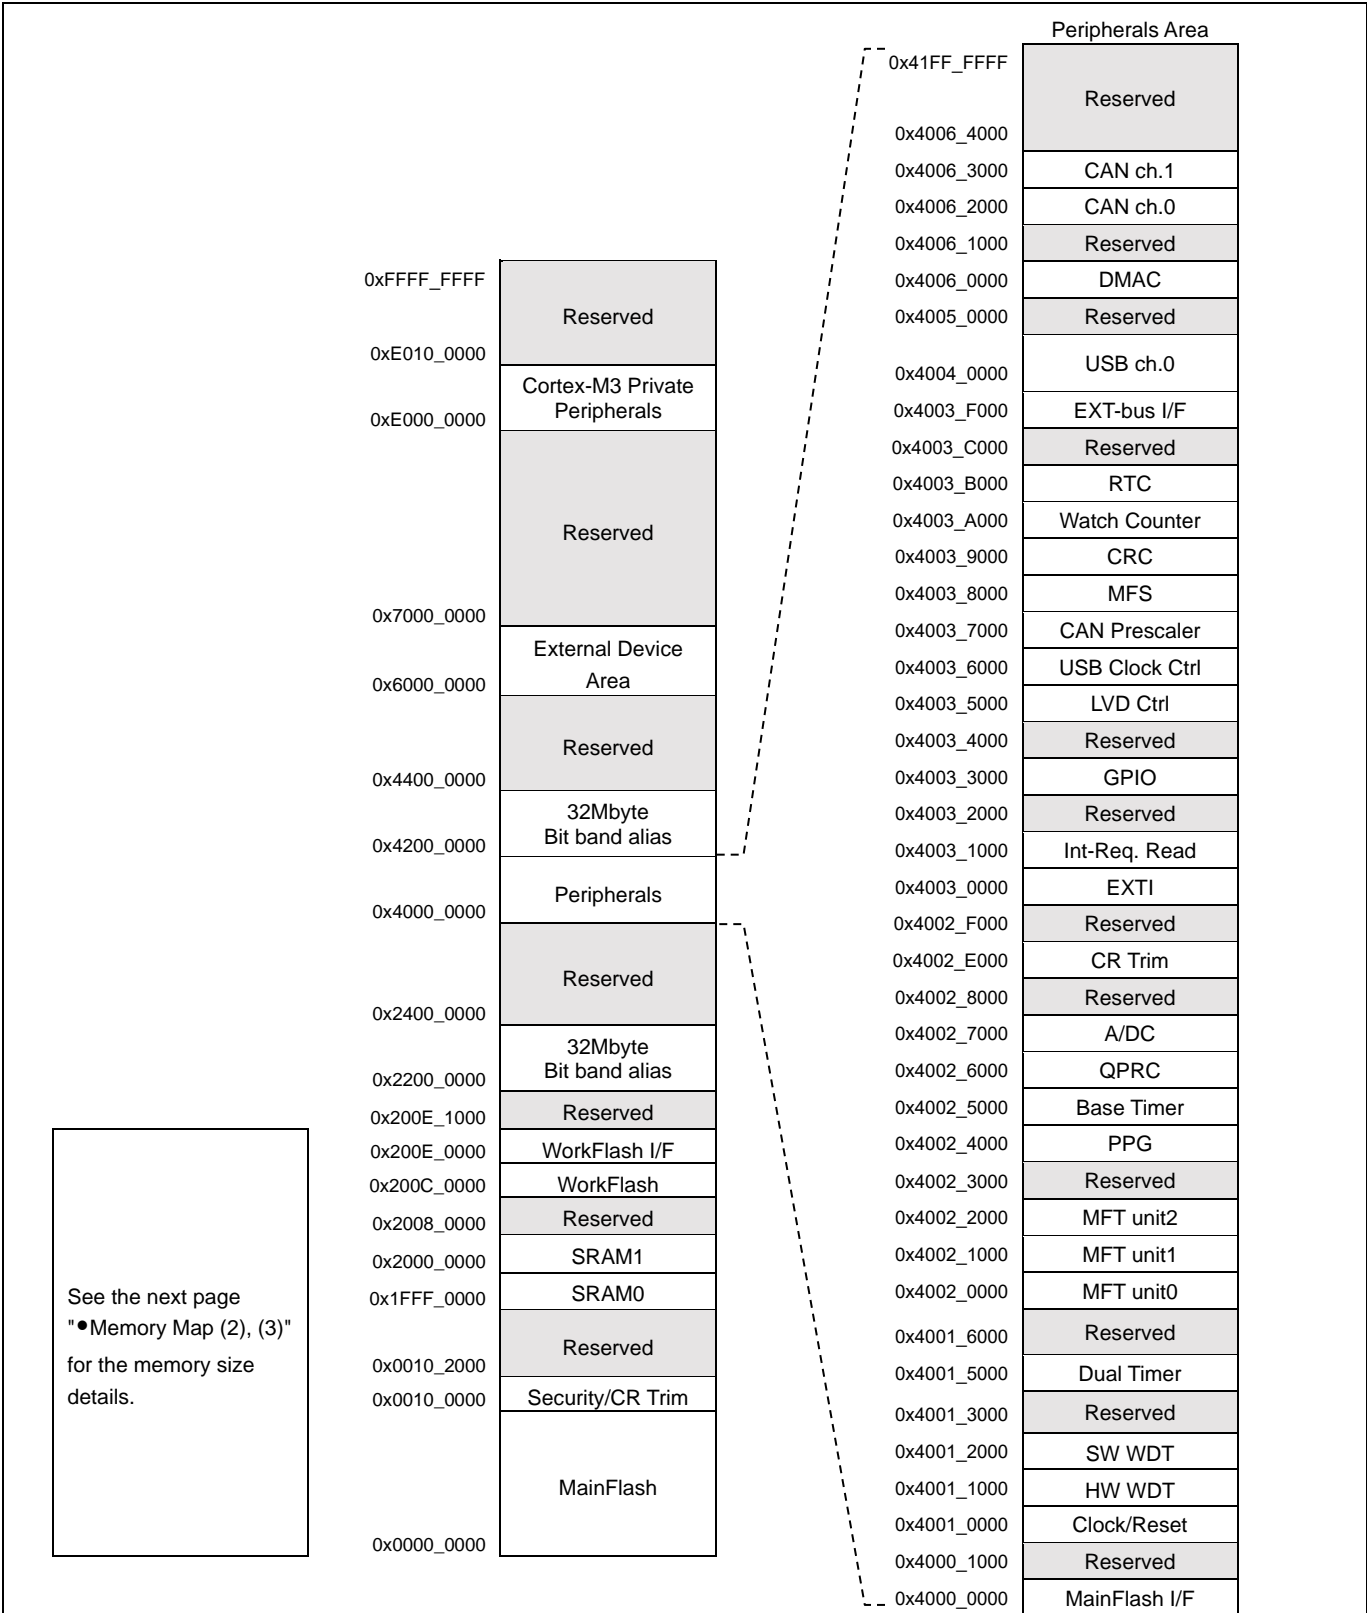 See the next page
"●Memory Map (2), (3)"
for the memory size
details.
0xFFFF_FFFF
Reserved
0xE010_0000
Cortex-M3 Private
Peripherals
0xE000_0000
Reserved
0x7000_0000
External Device
Area
0x6000_0000
Reserved
0x4400_0000
32Mbyte
Bit band alias
0x4200_0000
Peripherals
0x4000_0000
Reserved
0x2400_0000
32Mbyte
Bit band alias
0x2200_0000
Reserved
0x200E_1000
0x200E_0000 WorkFlash I/F
0x200C_0000 WorkFlash
0x2008_0000 Reserved
0x2000_0000 SRAM1
0x1FFF_0000 SRAM0
Reserved
0x0010_2000
0x0010_0000 Security/CR Trim
MainFlash
0x0000_0000
Peripherals Area
0x41FF_FFFF
Reserved
0x4006_4000
0x4006_3000 CAN ch.1
0x4006_2000 CAN ch.0
0x4006_1000 Reserved
0x4006_0000 DMAC
0x4005_0000 Reserved
USB ch.0
0x4004_0000
0x4003_F000 EXT-bus I/F
0x4003_C000 Reserved
0x4003_B000 RTC
0x4003_A000 Watch Counter
0x4003_9000 CRC
0x4003_8000 MFS
0x4003_7000 CAN Prescaler
0x4003_6000 USB Clock Ctrl
0x4003_5000 LVD Ctrl
0x4003_4000 Reserved
0x4003_3000 GPIO
0x4003_2000 Reserved
0x4003_1000 Int-Req. Read
0x4003_0000 EXTI
0x4002_F000 Reserved
0x4002_E000 CR Trim
0x4002_8000 Reserved
0x4002_7000 A/DC
0x4002_6000 QPRC
0x4002_5000 Base Timer
0x4002_4000 PPG
0x4002_3000 Reserved
0x4002_2000 MFT unit2
0x4002_1000 MFT unit1
0x4002_0000 MFT unit0
0x4001_6000 Reserved
0x4001_5000 Dual Timer
0x4001_3000 Reserved
0x4001_2000 SW WDT
0x4001_1000 HW WDT
0x4001_0000 Clock/Reset
0x4000_1000 Reserved
0x4000_0000 MainFlash I/F